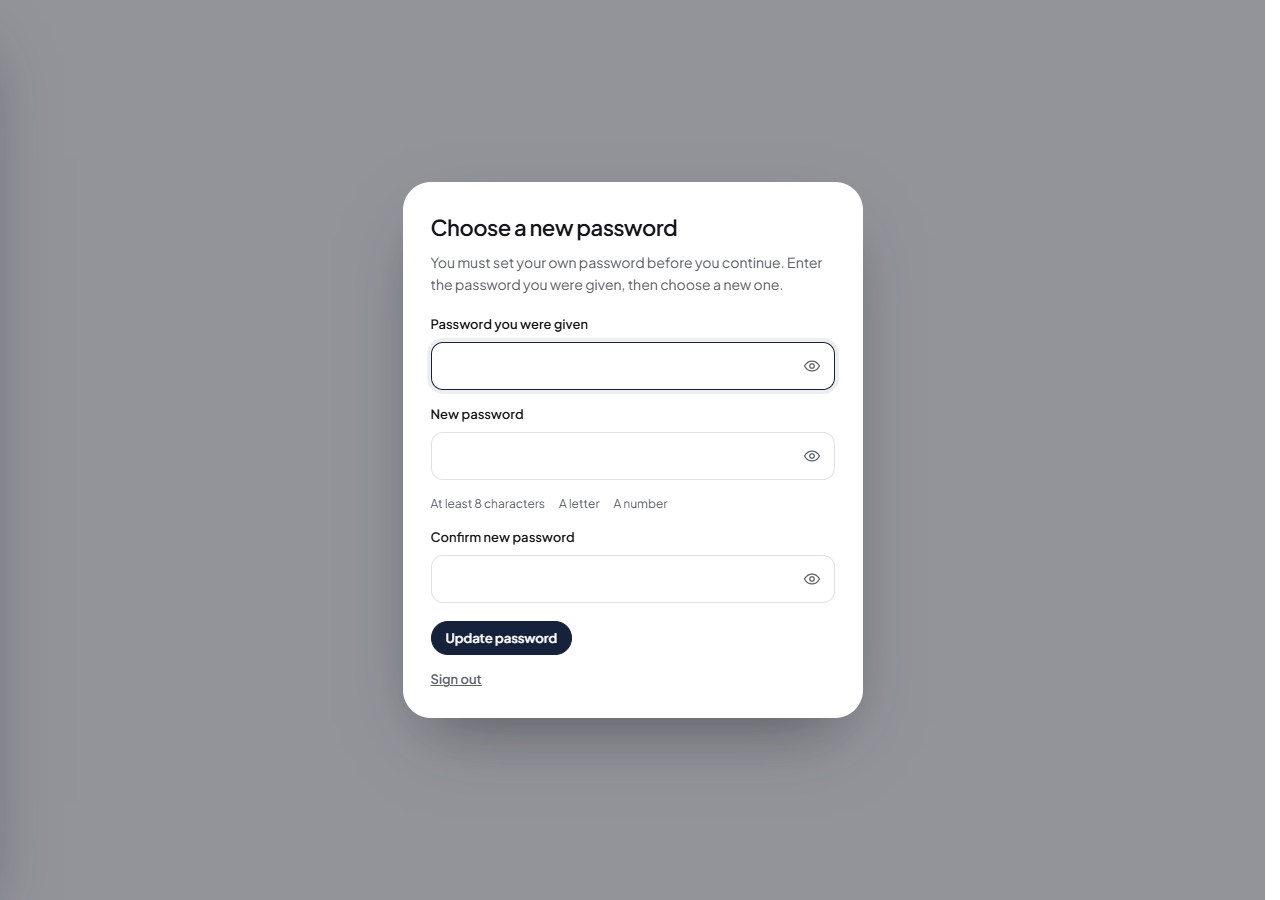 Choose a new password
You must set your own password before you continue. Enter
the password you were given, then choose a new one.
Password you were given
New password
At least 8 characters A letter A number
Confirm new password
Update password
Sign out